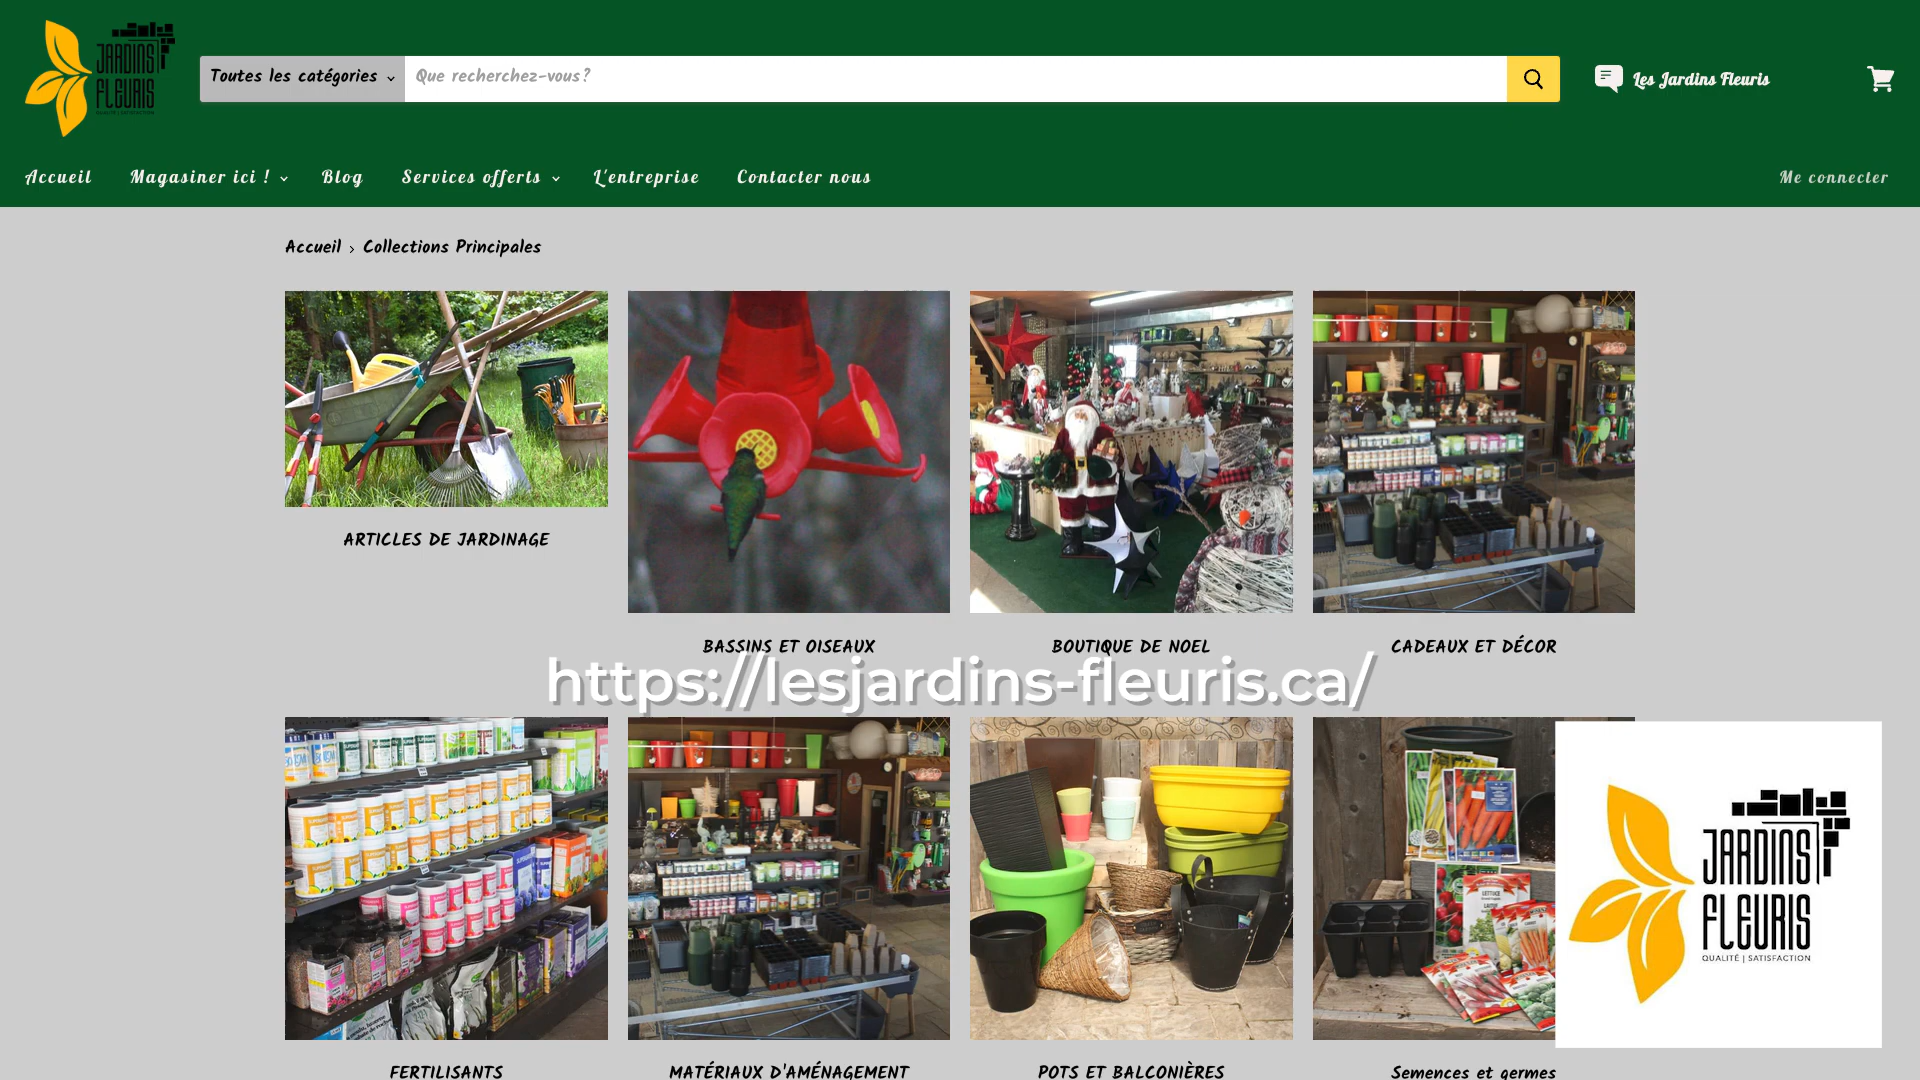 JARDINS
FLEURIS
QUALITÉ | SATISFACTION
Toutes les catégories
Que recherchez-vous?
Les Jardins Fleuris
Accueil
Magasiner ici !
Blog
Services offerts
L'entreprise
Contacter nous
Me connecter
Accueil › Collections Principales
ARTICLES DE JARDINAGE
BASSINS ET OISEAUX
BOUTIQUE DE NOEL
CADEAUX ET DÉCOR
https://lesjardins-fleuris.ca/
JARDINS
FLEURIS
QUALITÉ | SATISFACTION
FERTILISANTS
MATÉRIAUX D'AMÉNAGEMENT
POTS ET BALCONIÈRES
Semences et germes